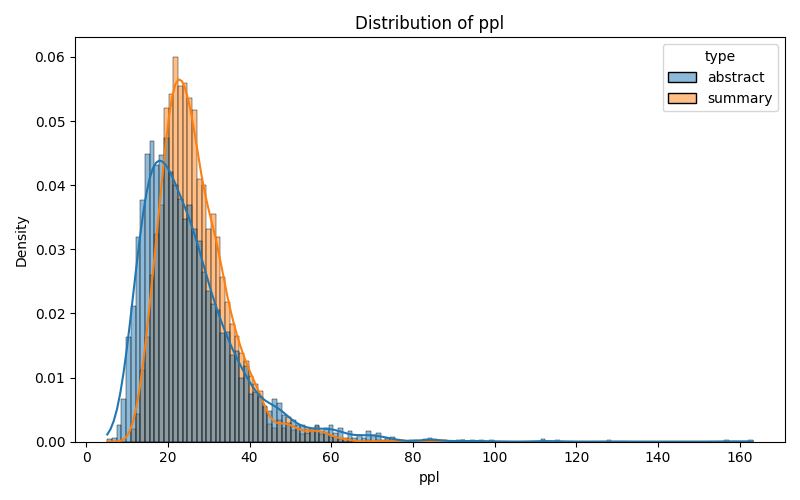 Distribution of ppl
type
abstract
summary
Density
0.06
0.05
0.04
0.03
0.02
0.01
0.00
0 20 40 60 80 100 120 140 160
ppl